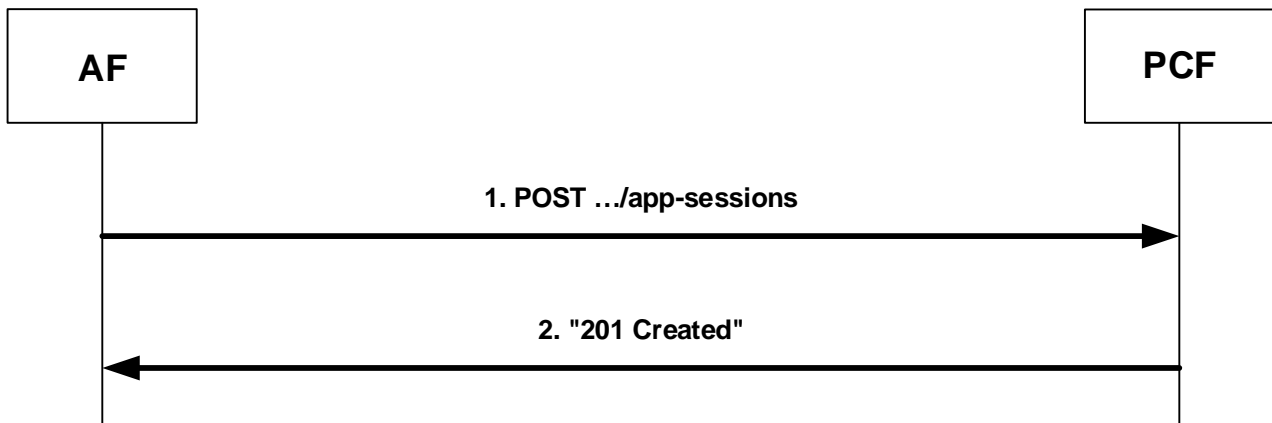 AF
PCF
1. POST …/app-sessions
2. "201 Created"